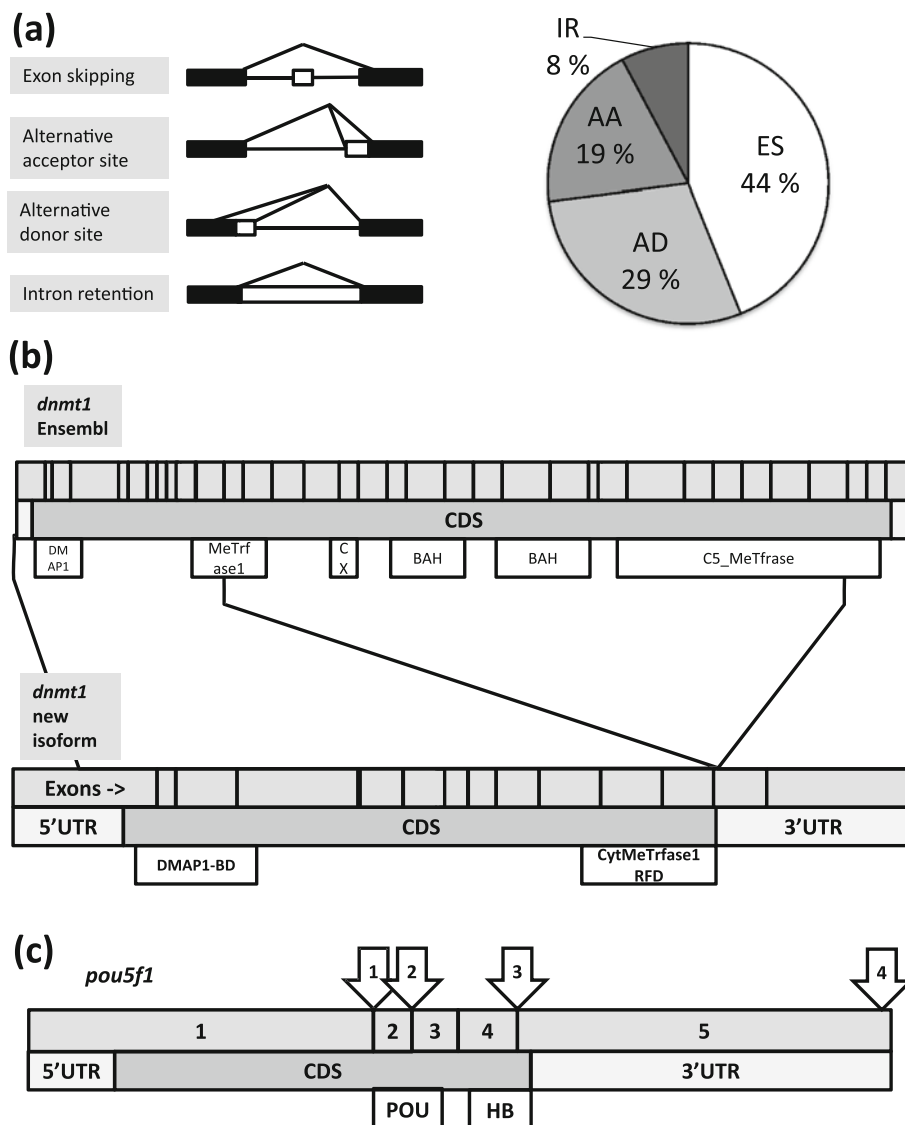 (a)
Exon skipping
Alternative
acceptor site
Alternative
donor site
Intron retention
IR
8 %
AA
19 %
ES
44 %
AD
29 %
(b)
dnmt1
Ensembl
CDS
DM
AP1
MeTrf
ase1
C
X
BAH
BAH
C5_MeTfrase
dnmt1
new
isoform
Exons ->
5'UTR
CDS
3'UTR
DMAP1-BD
CytMeTrfase1
RFD
(c)
pou5f1
1
2
3
4
1
2
3
4
5
5'UTR
CDS
3'UTR
POU
HB